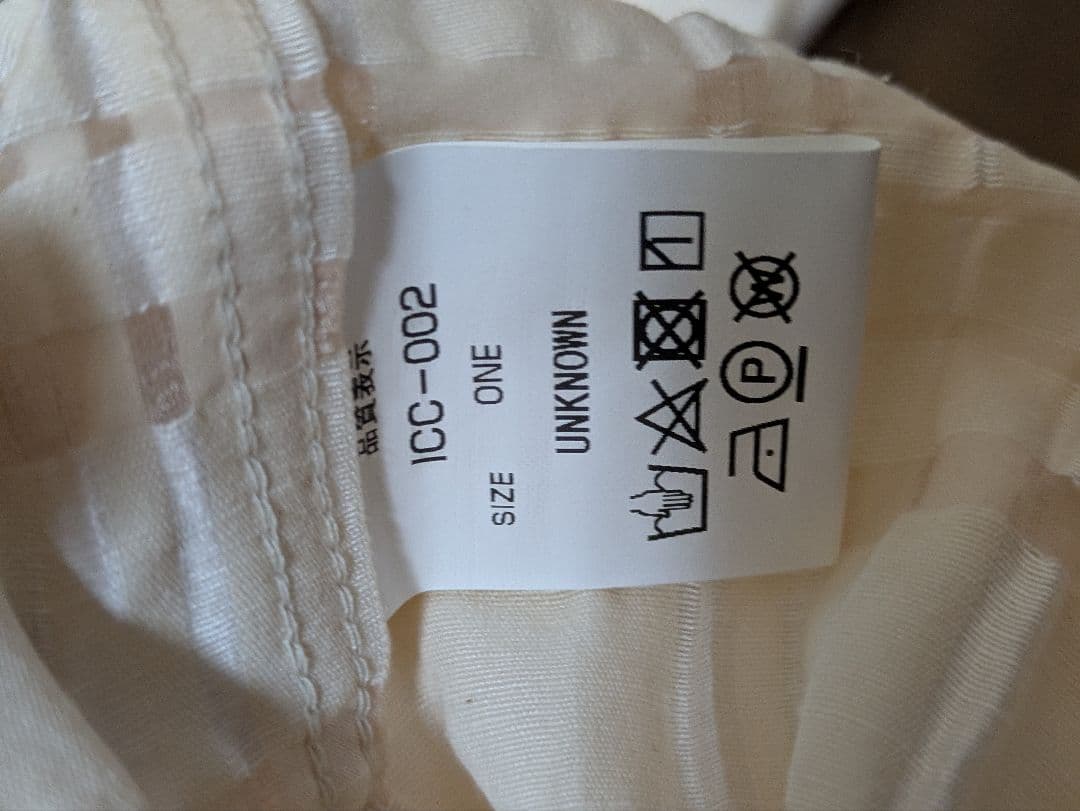 品質表示
ICC-002
SIZE ONE
UNKNOWN
P W